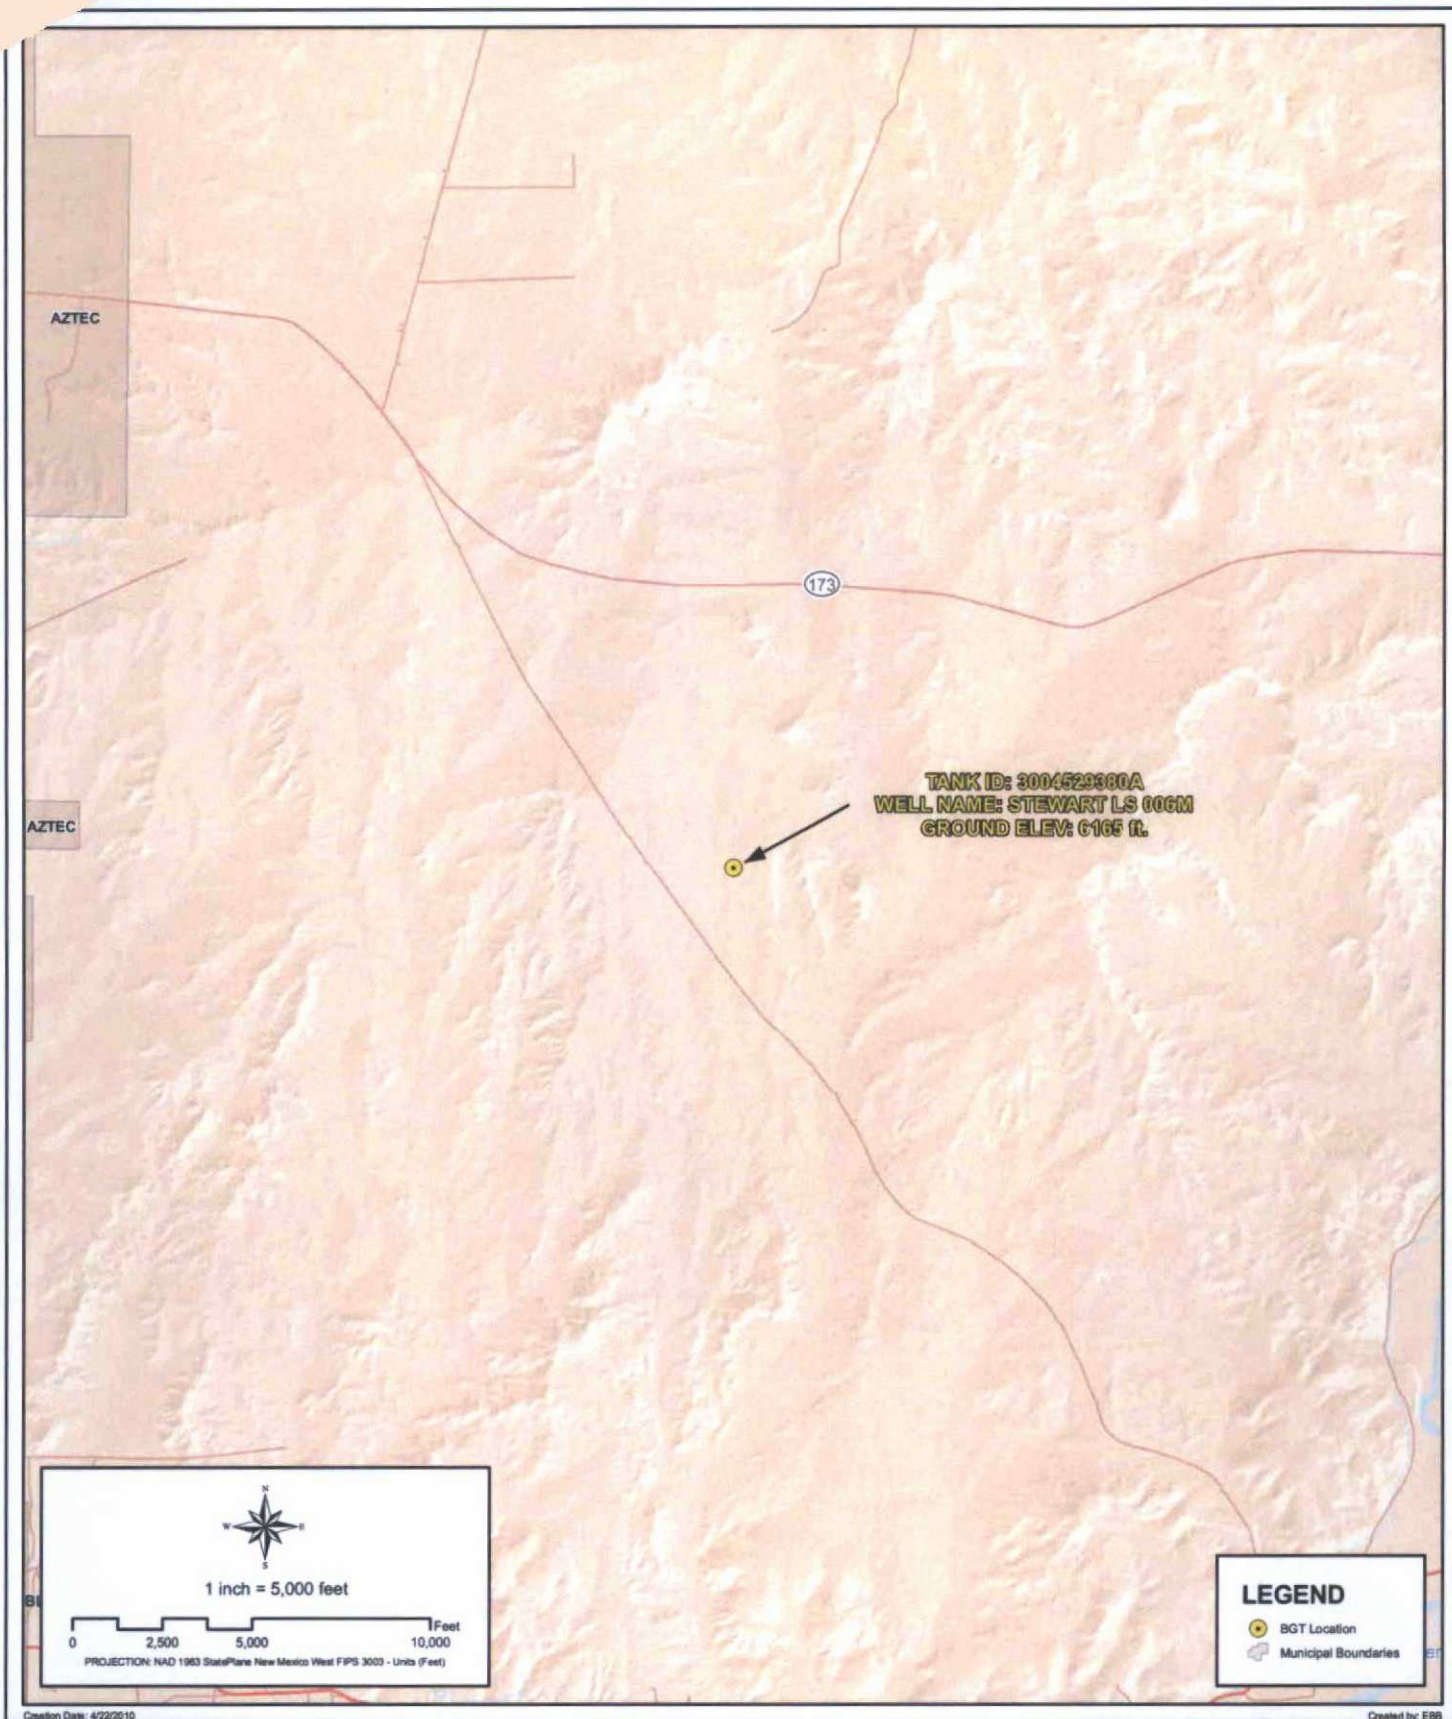 AZTEC
173
TANK ID: 3004529380A
WELL NAME: STEWART LS 006M
GROUND ELEV: 6165 ft.
AZTEC
N
W E
S
1 inch = 5,000 feet
Feet
0 2,500 5,000 10,000
PROJECTION: NAD 1983 StatePlane New Mexico West FIPS 3003 - Units (Feet)
LEGEND
BGT Location
Municipal Boundaries
Creation Date: 4/22/2010
Created by: EBB